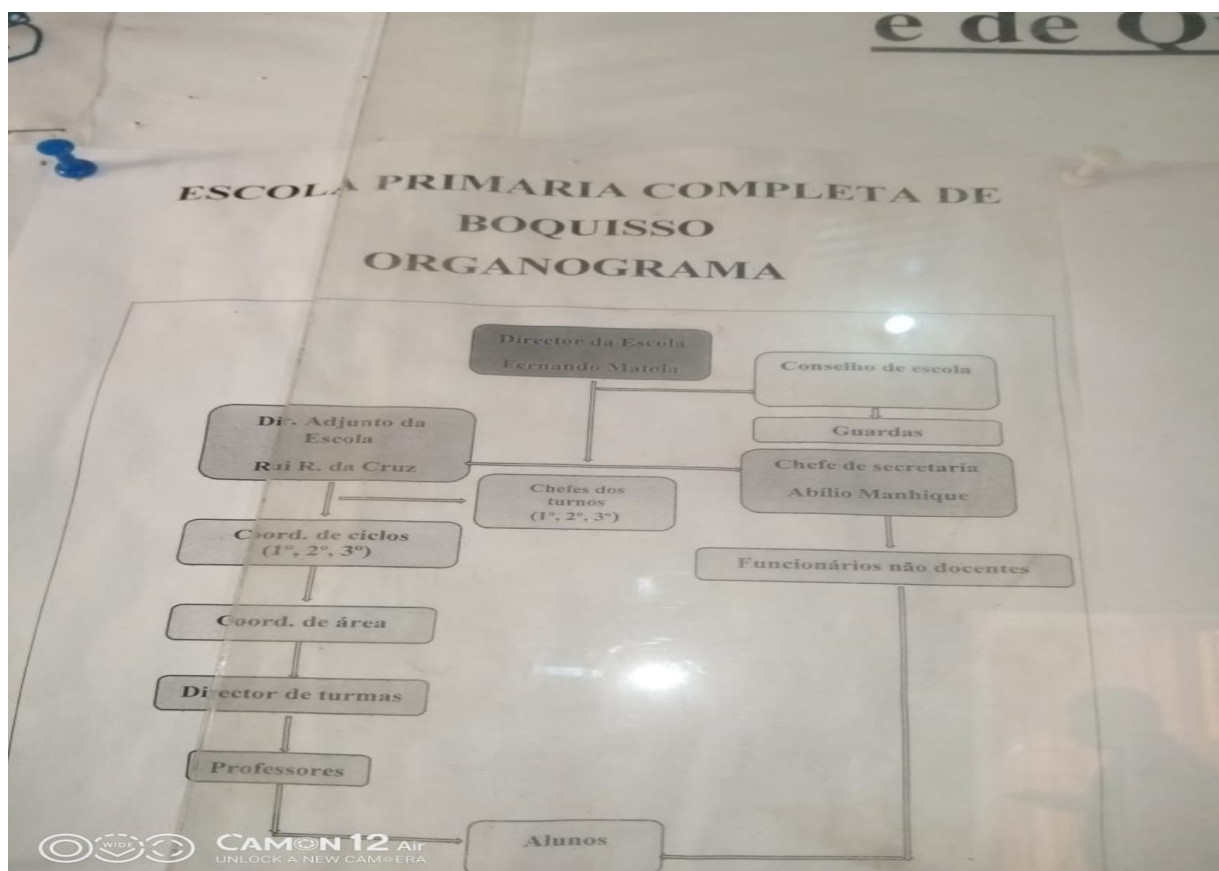 e de
ESCOLA PRIMARIA COMPLETA DE
BOQUISSO
ORGANOGRAMA
Director da Escola
Fernando Matola
Conselho de escola
Guardas
Dir. Adjunto da
Escola
Rui R. da Cruz
Chefe de secretaria
Abílio Manhique
Chefes dos
turnos
(1º, 2º, 3º)
Coord. de ciclos
(1º, 2º, 3º)
Funcionários não docentes
Coord. de área
Director de turmas
Professores
Alunos
WIDE
CAMON 12 Air
UNLOCK A NEW CAMERA